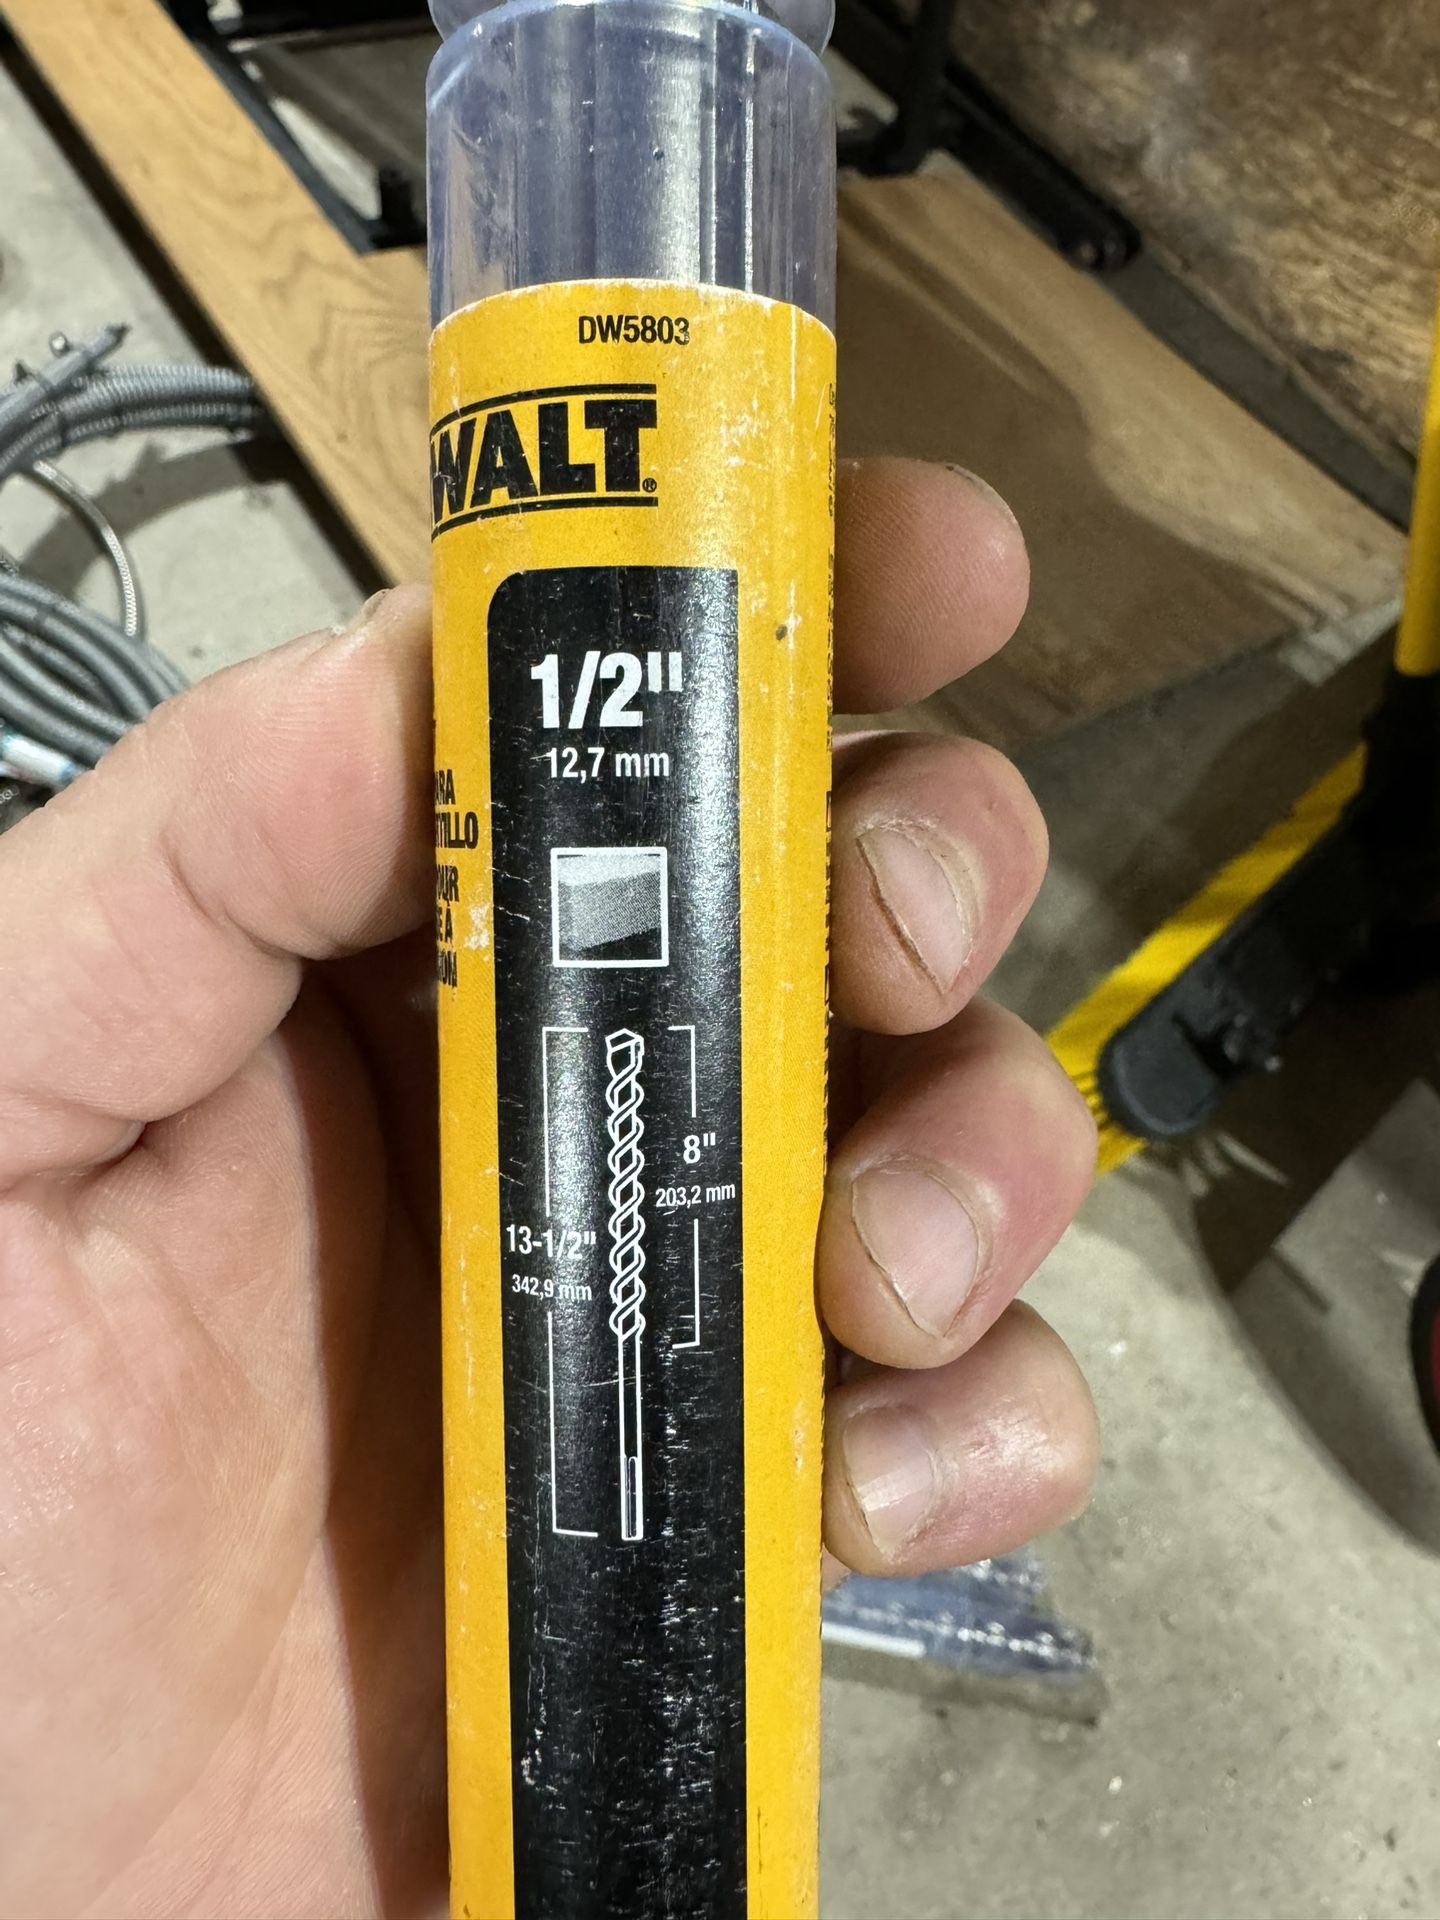 DW5803
WALT®
1/2"
12,7 mm
8"
203,2 mm
13-1/2"
342,9 mm